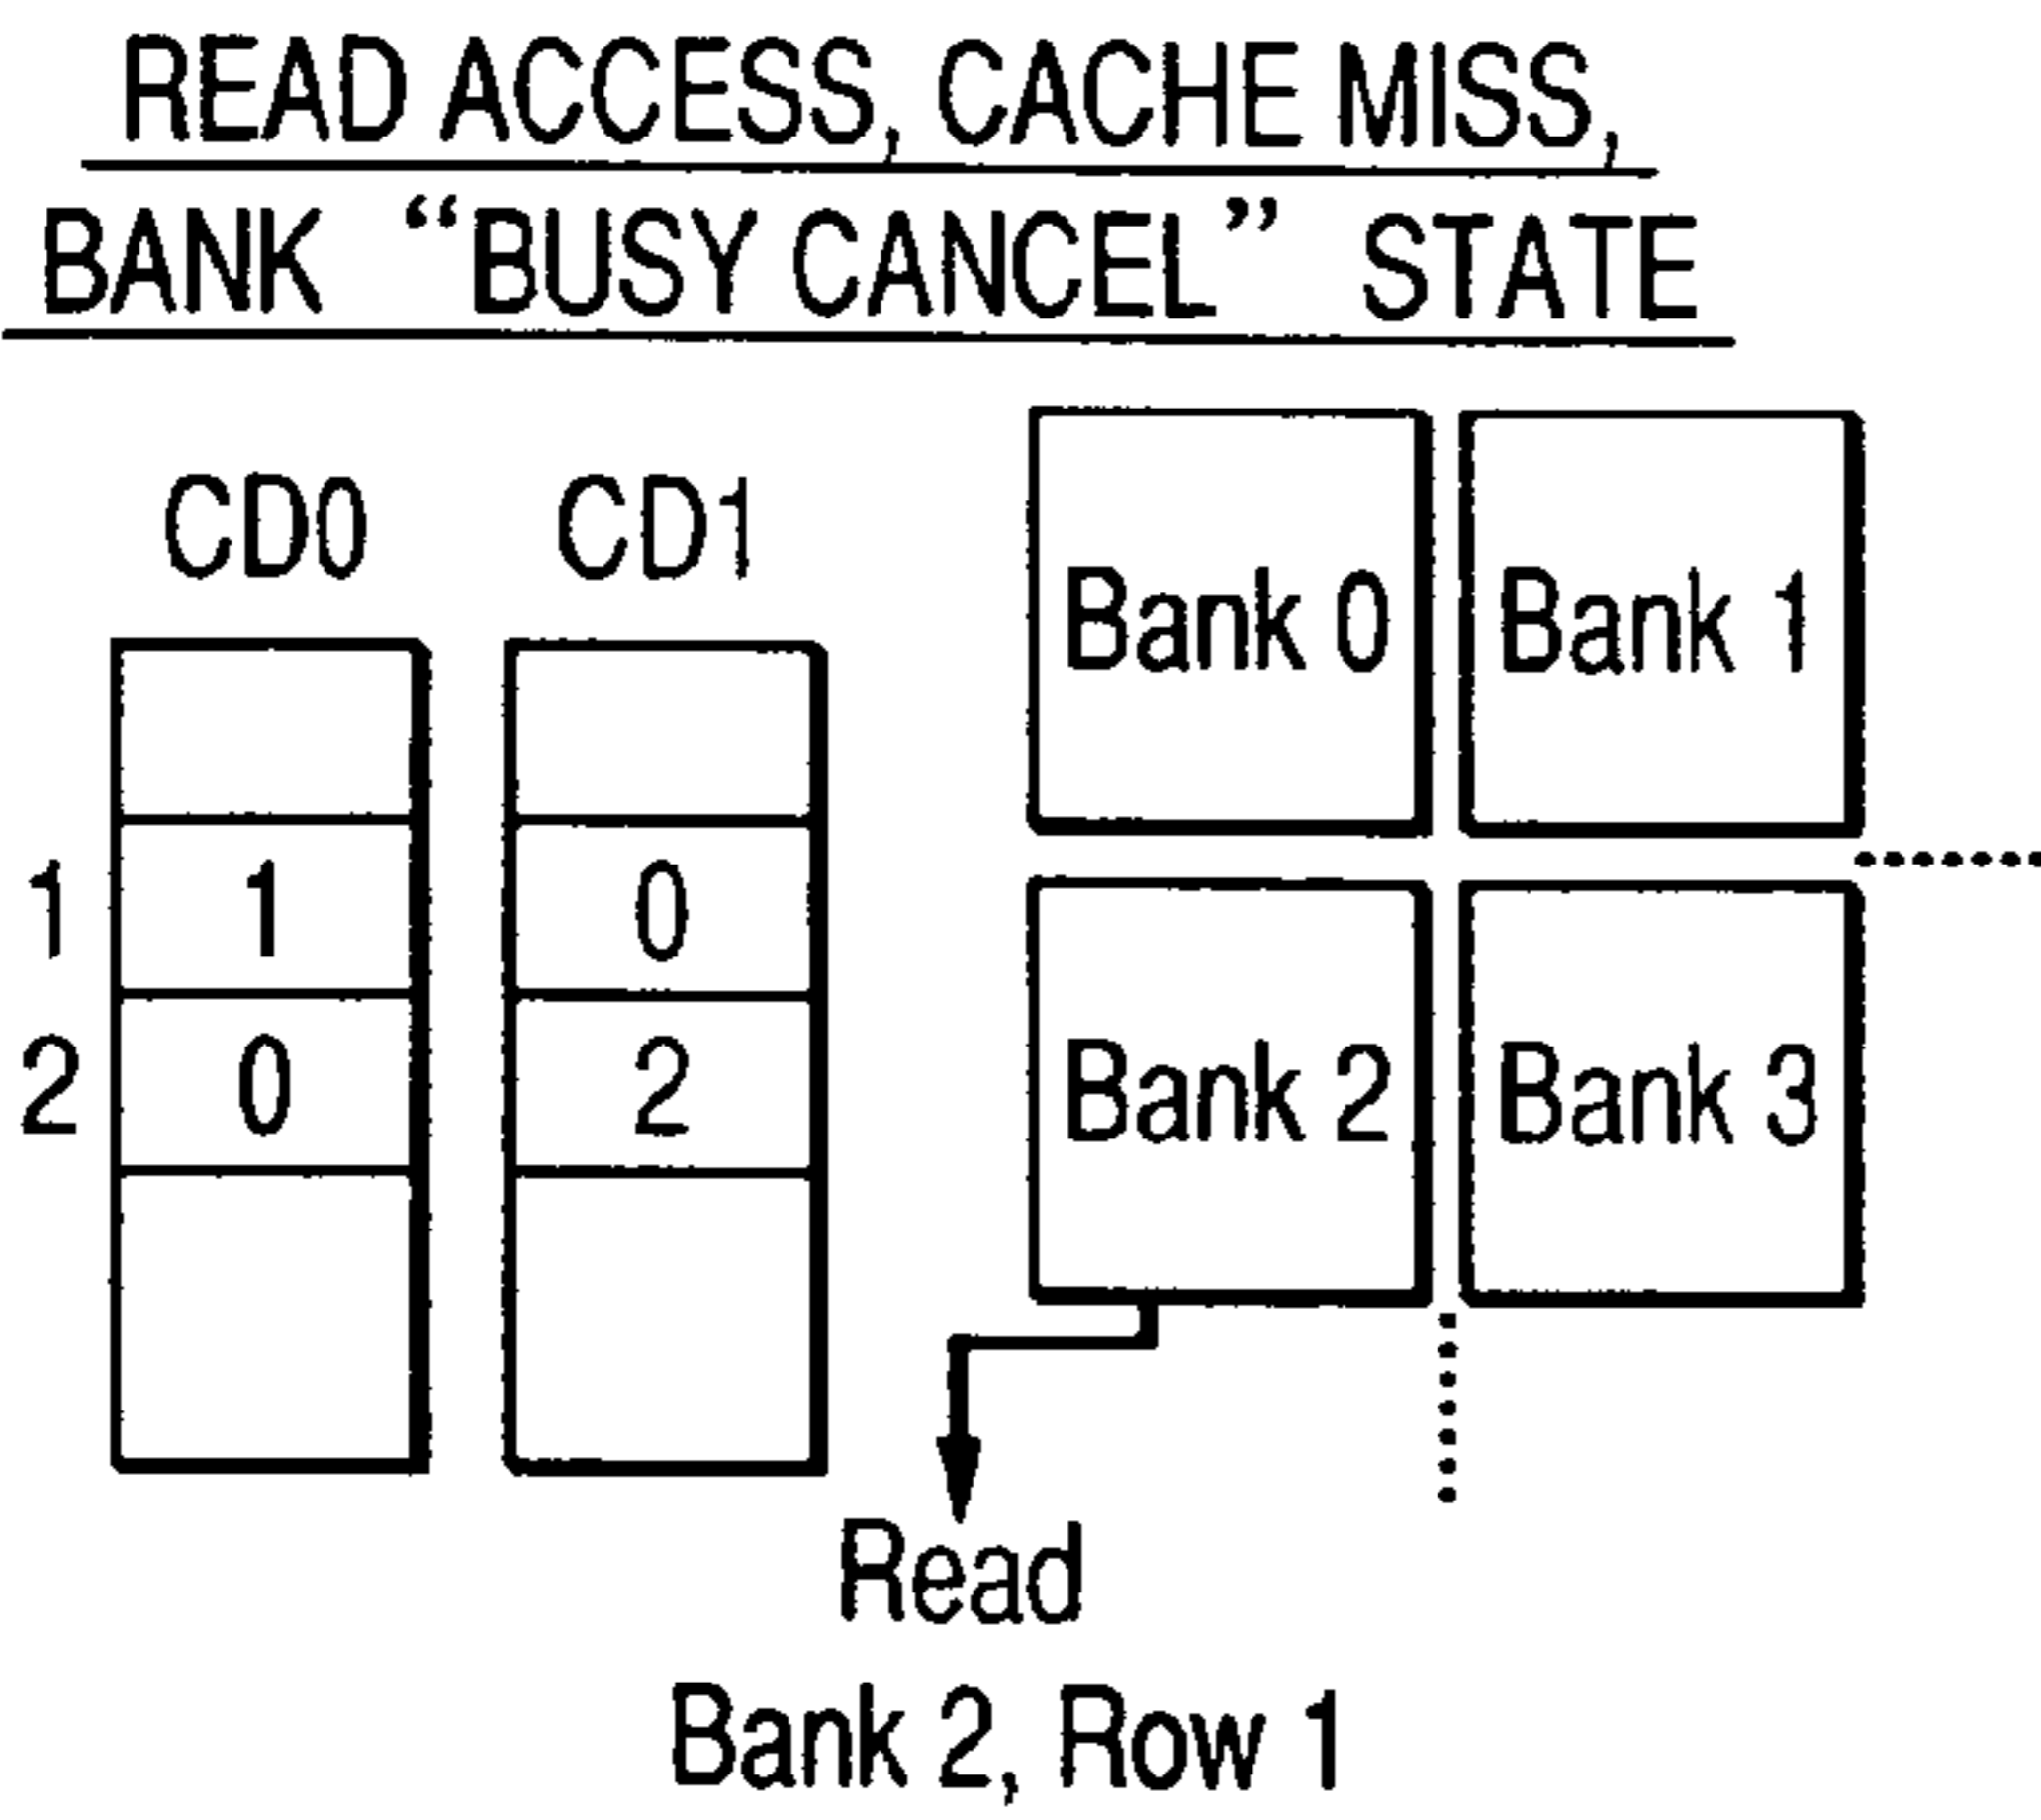 READ ACCESS, CACHE MISS,
BANK “BUSY CANCEL” STATE
CD0 CD1
Bank 0 Bank 1
1 1 0
2 0 2
Bank 2 Bank 3
Read
Bank 2, Row 1